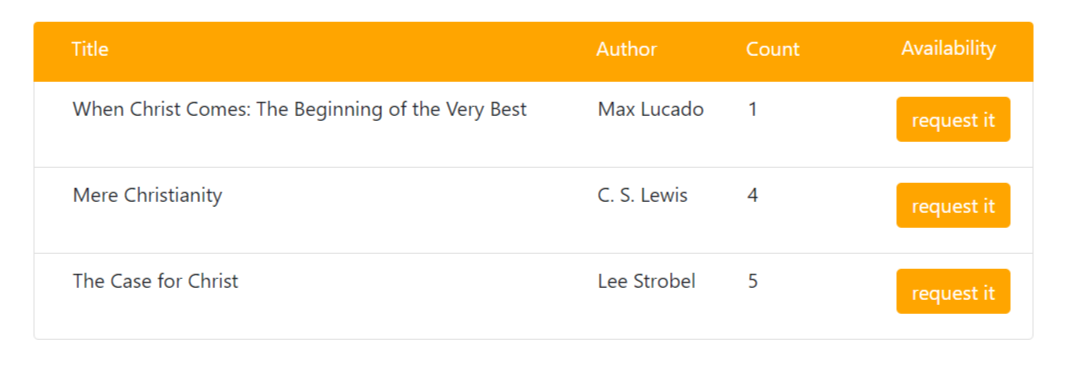 Title Author Count Availability
When Christ Comes: The Beginning of the Very Best Max Lucado 1 request it
Mere Christianity C. S. Lewis 4 request it
The Case for Christ Lee Strobel 5 request it